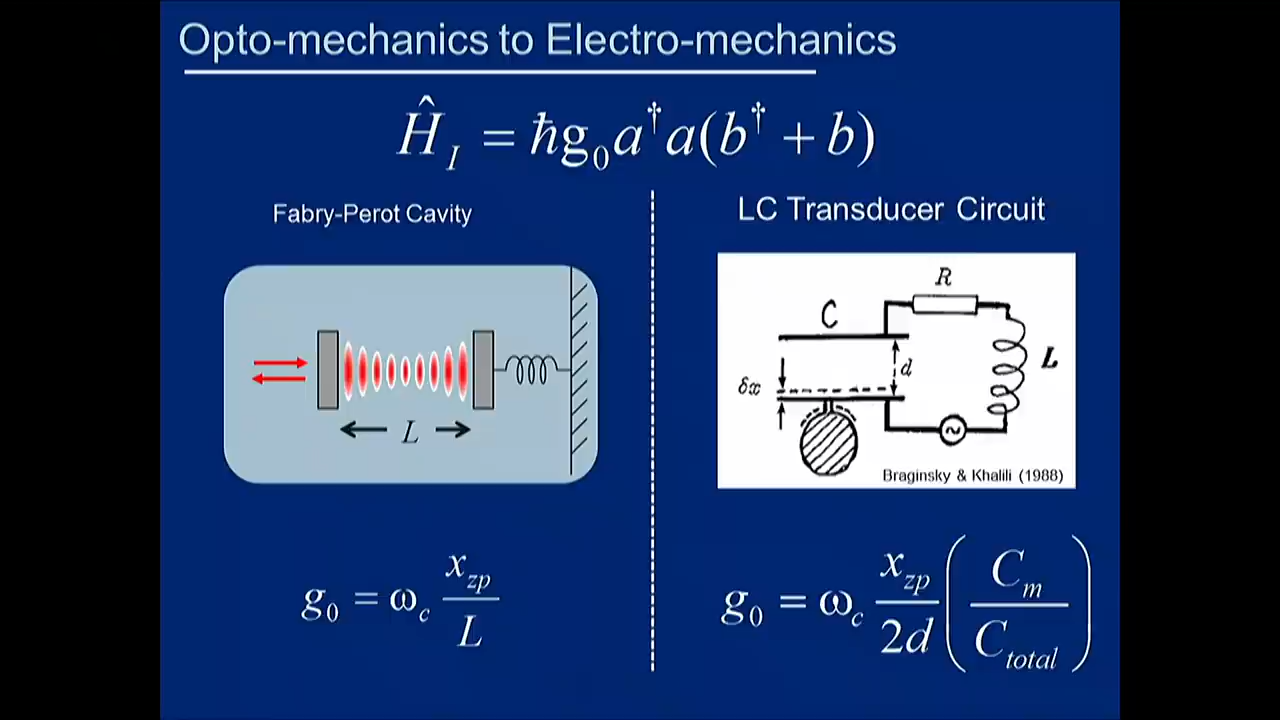 Opto-mechanics to Electro-mechanics
Ĥ_I = ħg₀a†a(b† + b)
Fabry-Perot Cavity
L
g₀ = ω_c x_zp / L
LC Transducer Circuit
R
C
d
L
δx
~
Braginsky & Khalili (1988)
g₀ = ω_c x_zp / 2d (C_m / C_total)